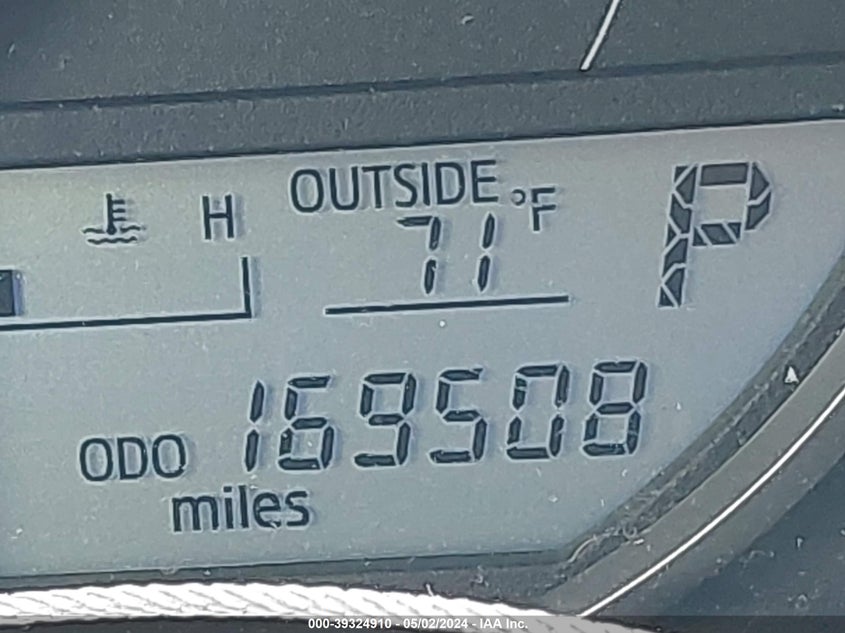 OUTSIDE °F P
H 71
ODO 169508
miles
000-39324910 - 05/02/2024 - IAA Inc.